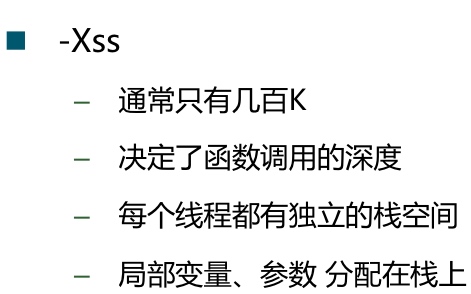 -Xss
– 通常只有几百K
– 决定了函数调用的深度
– 每个线程都有独立的栈空间
– 局部变量、参数 分配在栈上